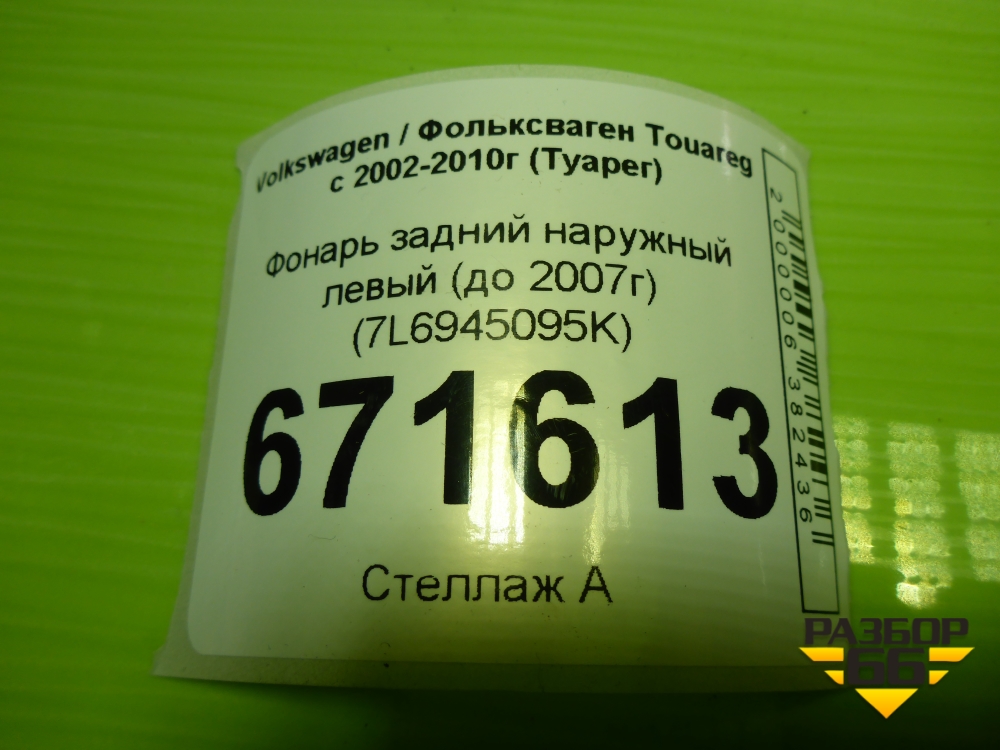 Volkswagen / Фольксваген Touareg
с 2002-2010г (Туарег)
Фонарь задний наружный
левый (до 2007г)
(7L6945095K)
671613
Стеллаж А
2000006382436
РАЗБОР
66